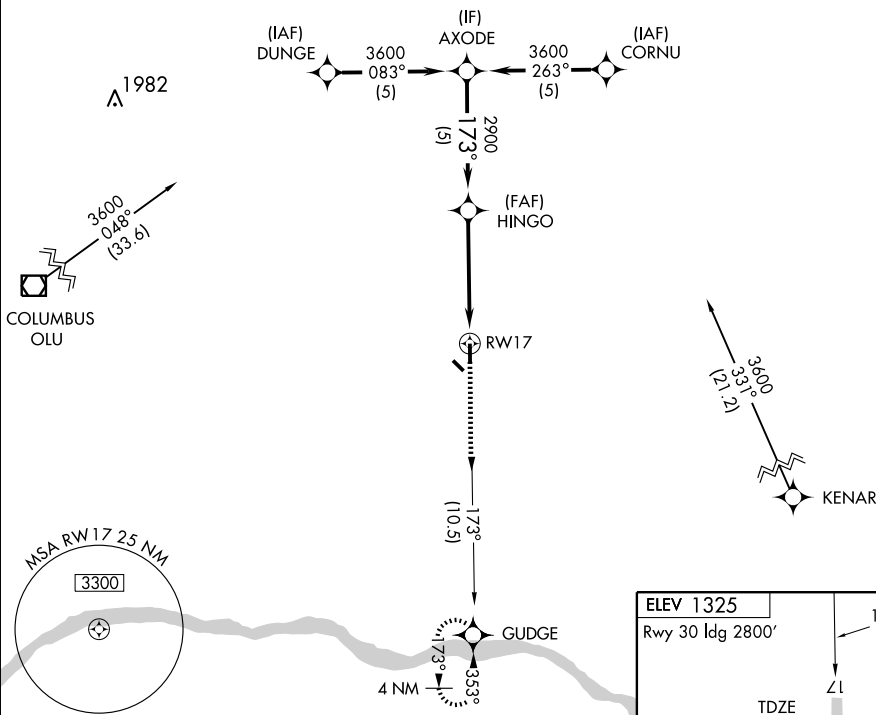 (IAF)
DUNGE
(IF)
AXODE
(IAF)
CORNU
3600
083°
(5)
3600
263°
(5)
1982
2900
173°
(5)
(FAF)
HINGO
3600
048°
(33.6)
COLUMBUS
OLU
RW17
3600
331°
(21.2)
KENAR
173°
(10.5)
MSA RW17 25 NM
3300
GUDGE
173°
353°
4 NM
ELEV 1325
Rwy 30 ldg 2800'
1
17
TDZE